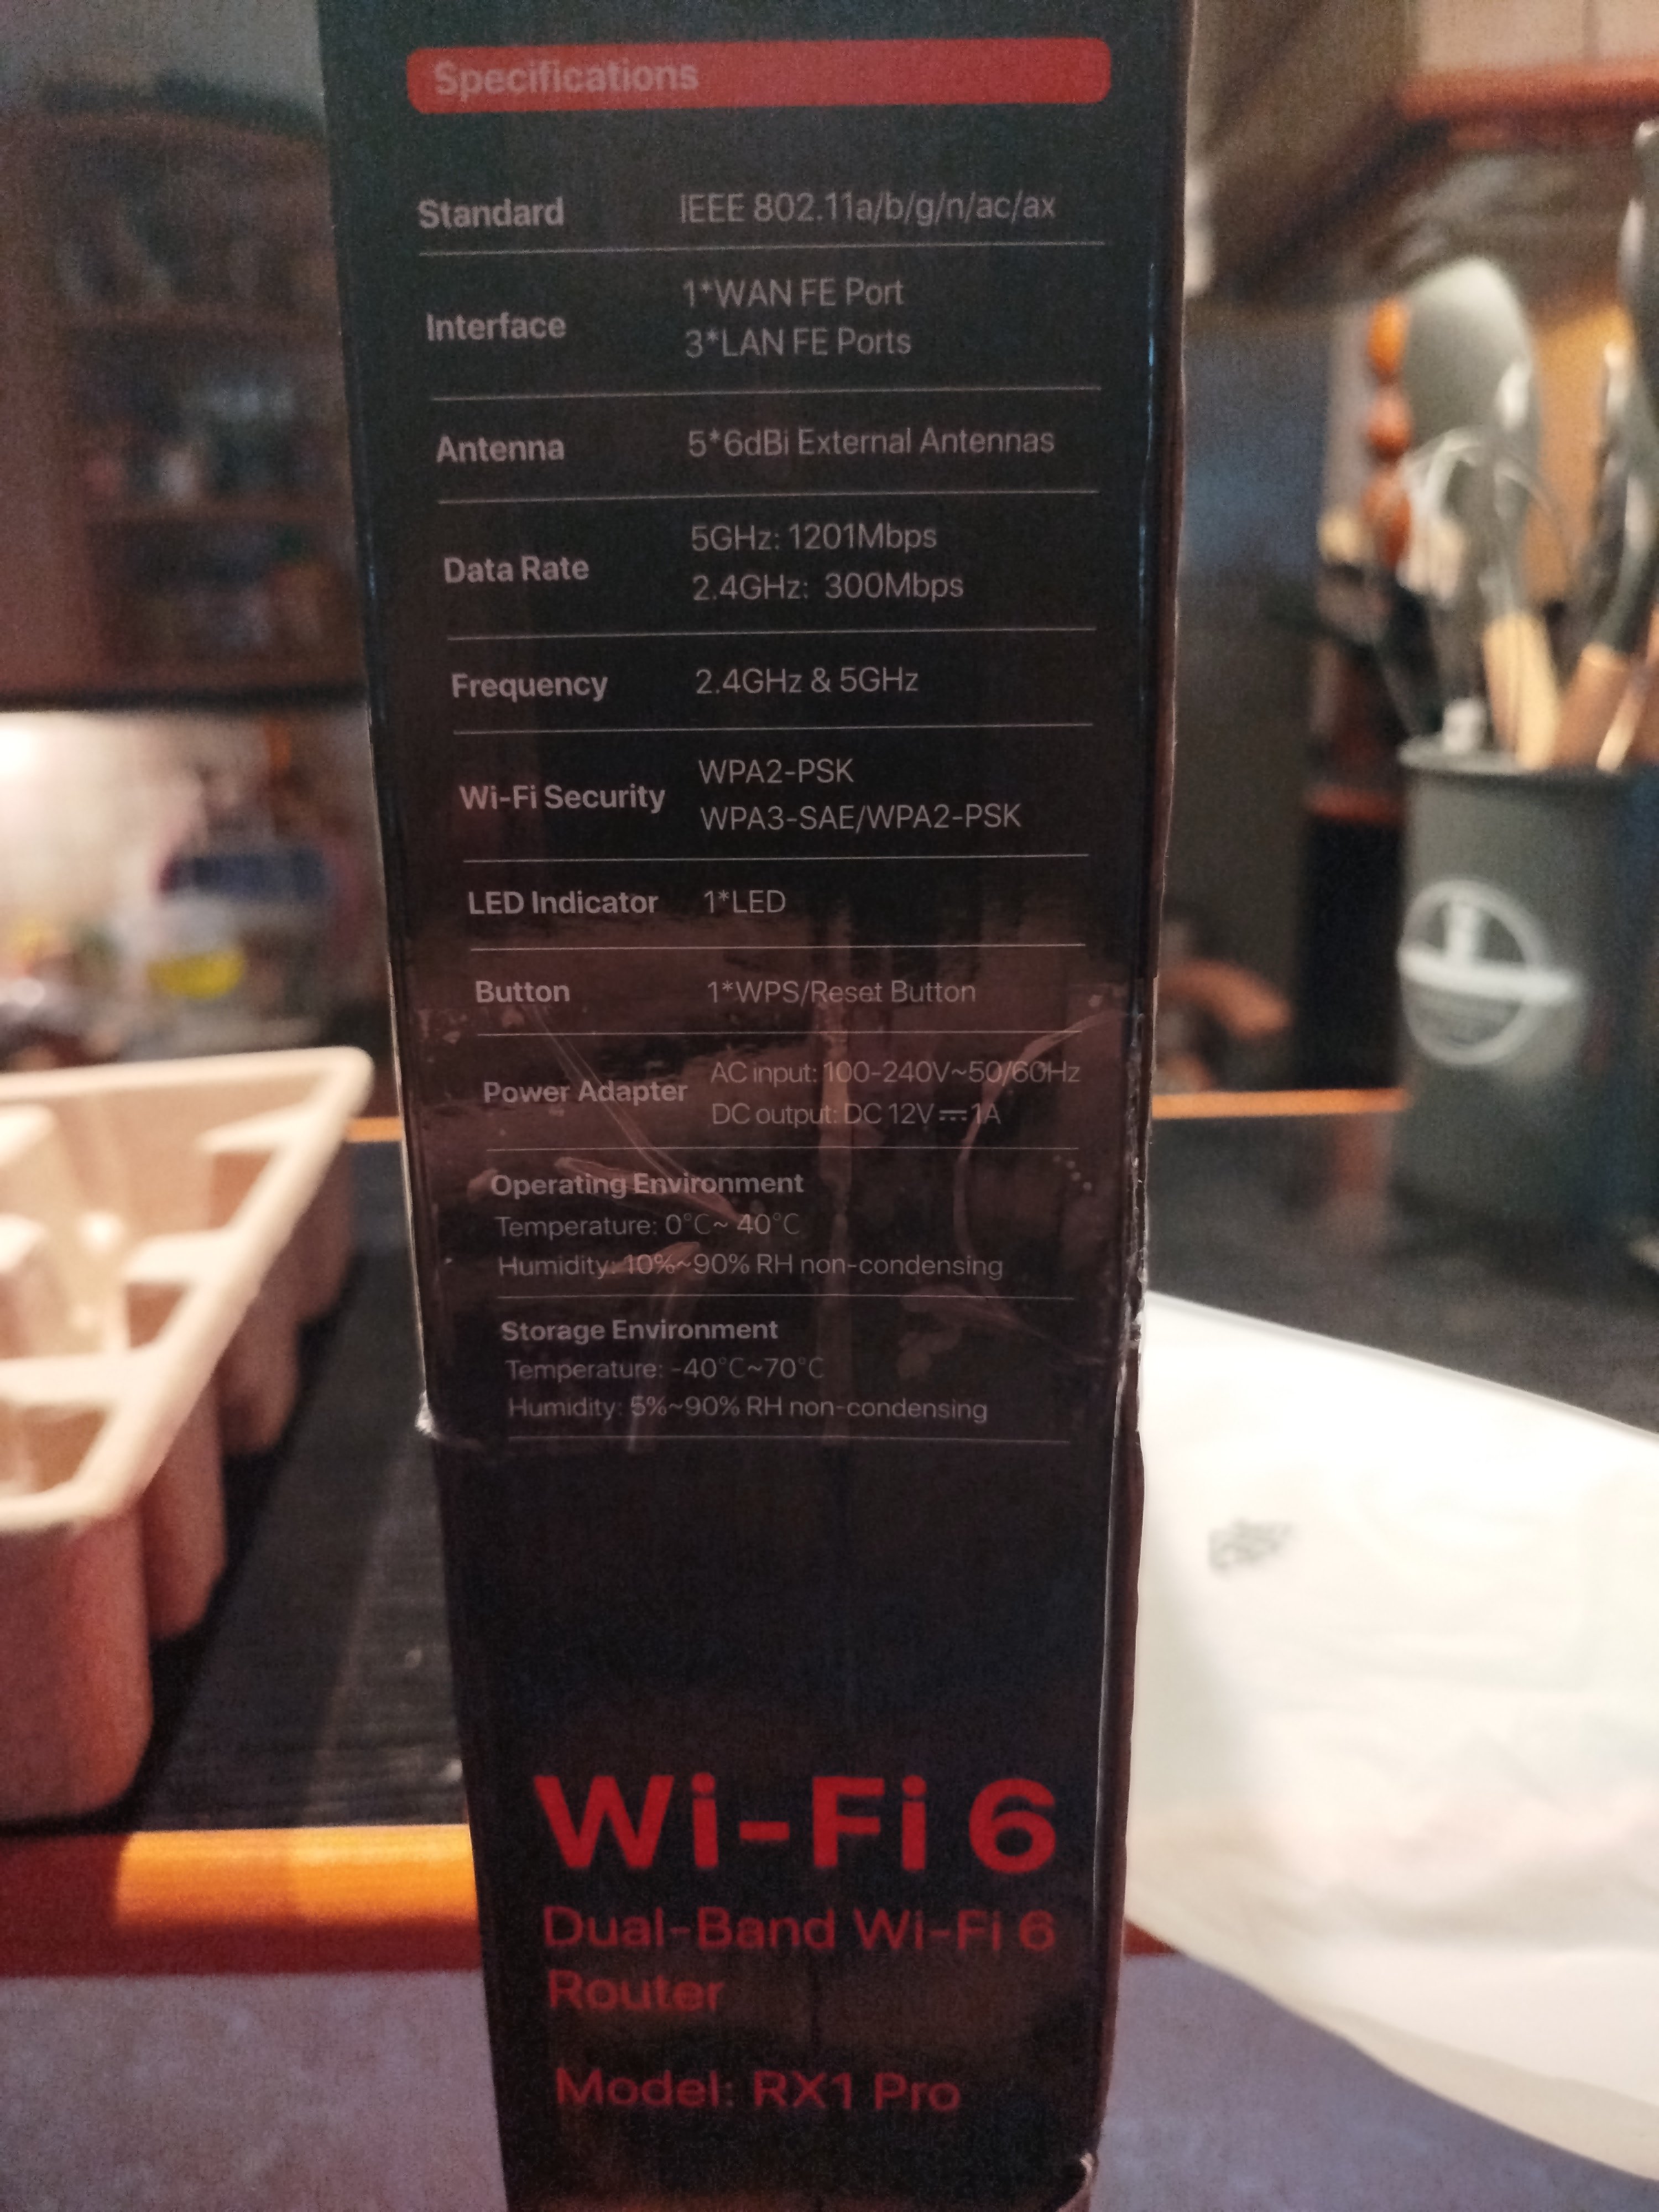 Specifications
Standard IEEE 802.11a/b/g/n/ac/ax
Interface 1*WAN FE Port
3*LAN FE Ports
Antenna 5*6dBi External Antennas
Data Rate 5GHz: 1201Mbps
2.4GHz: 300Mbps
Frequency 2.4GHz & 5GHz
Wi-Fi Security WPA2-PSK
WPA3-SAE/WPA2-PSK
LED Indicator 1*LED
Button 1*WPS/Reset Button
Power Adapter AC input: 100-240V~50/60Hz
DC output: DC 12V⎓1A
Operating Environment
Temperature: 0℃~ 40℃
Humidity: 10%~90% RH non-condensing
Storage Environment
Temperature: -40℃~70℃
Humidity: 5%~90% RH non-condensing
Wi-Fi 6
Dual-Band Wi-Fi 6
Router
Model: RX1 Pro